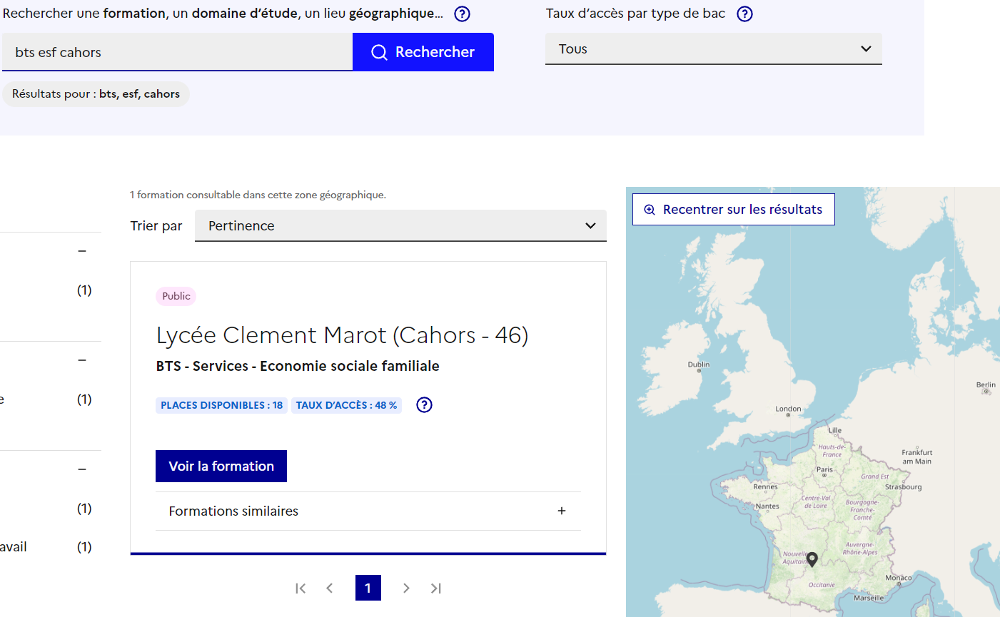 Rechercher une formation, un domaine d’étude, un lieu géographique... ?
bts esf cahors
Rechercher
Résultats pour : bts, esf, cahors
Taux d’accès par type de bac ?
Tous
(1)
e (1)
(1)
avail (1)
1 formation consultable dans cette zone géographique.
Trier par Pertinence
Public
Lycée Clement Marot (Cahors - 46)
BTS - Services - Economie sociale familiale
PLACES DISPONIBLES : 18 TAUX D’ACCÈS : 48 % ?
Voir la formation
Formations similaires +
1
Recentrer sur les résultats
Dublin
Berlin
London
Lille
Hauts-de-
France
Frankfurt
am Main
Paris
Grand Est
Rennes
Strasbourg
Centre-Val
de Loire
Nantes
Bourgogne-
Franche-
Comté
Auvergne-
Rhône-Alpes
Nouvelle
Aquitain
Monaco
Occitanie
Marseille